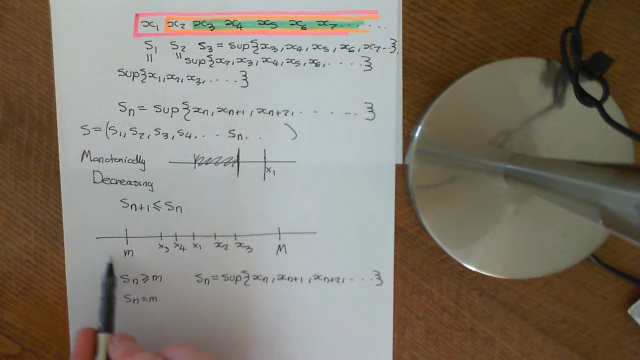 x₁ x₂ x₃ x₄ x₅ x₆ x₇ . . . . .
S₁ S₂ S₃ = sup{x₃, x₄, x₅, x₆, x₇ ...},
= = sup{x₂, x₃, x₄, x₅, x₆, . . . .}
sup{x₁, x₂, x₃, . . . .}
Sₙ = sup{xₙ, xₙ₊₁, xₙ₊₂, . . . . . .}
S = (S₁, S₂, S₃, S₄ . . . Sₙ . . )
Monotonically
x₁
Decreasing
Sₙ₊₁ ≤ Sₙ
m x₄ x₁ x₂ x₃ M
Sₙ ≥ m Sₙ = sup{xₙ, xₙ₊₁, xₙ₊₂, . . .}
Sₙ = m